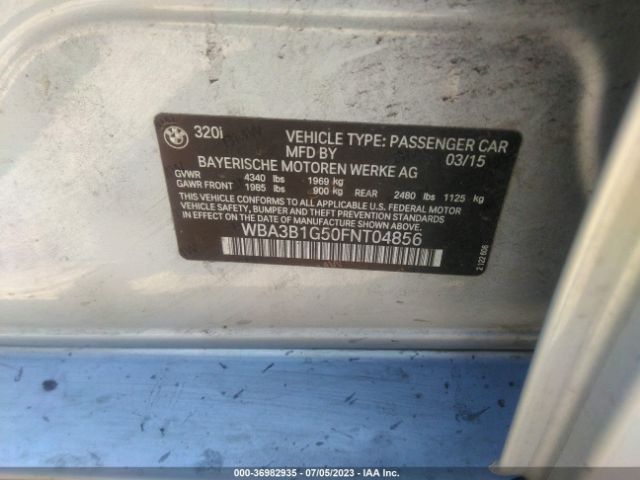 320i VEHICLE TYPE: PASSENGER CAR
MFD BY 03/15
BAYERISCHE MOTOREN WERKE AG
GVWR 4340 lbs 1969 kg
GAWR FRONT 1985 lbs 900 kg REAR 2480 lbs 1125 kg
THIS VEHICLE CONFORMS TO ALL APPLICABLE U.S. FEDERAL MOTOR
VEHICLE SAFETY, BUMPER AND THEFT PREVENTION STANDARDS
IN EFFECT ON THE DATE OF MANUFACTURE SHOWN ABOVE.
WBA3B1G50FNT04856
2 122 606
000-36982935 - 07/05/2023 - IAA Inc.